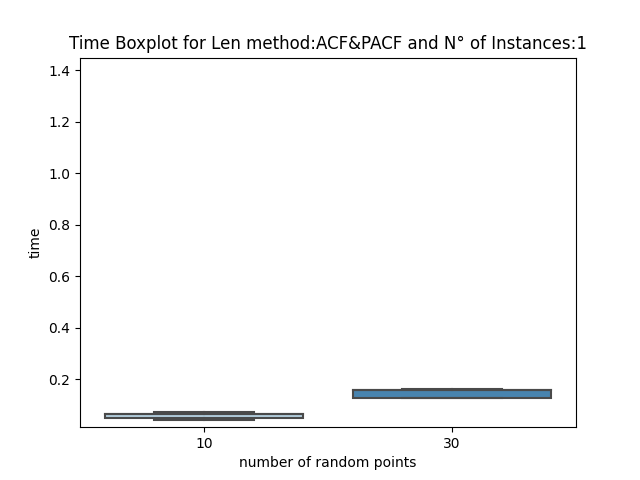 Time Boxplot for Len method:ACF&PACF and N° of Instances:1
1.4
1.2
1.0
0.8
0.6
0.4
0.2
time
10 30
number of random points